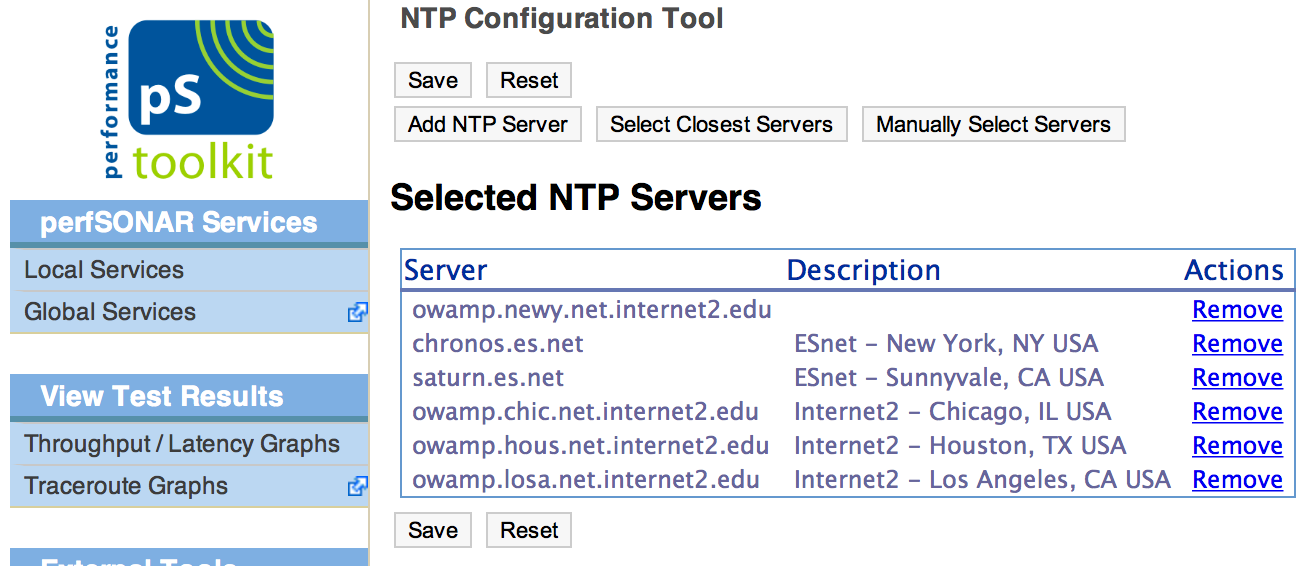 performance
pS
toolkit
perfSONAR Services
Local Services
Global Services
View Test Results
Throughput / Latency Graphs
Traceroute Graphs
External Tools
NTP Configuration Tool
Save Reset
Add NTP Server Select Closest Servers Manually Select Servers
Selected NTP Servers
Server Description Actions
owamp.newy.net.internet2.edu Remove
chronos.es.net ESnet - New York, NY USA Remove
saturn.es.net ESnet - Sunnyvale, CA USA Remove
owamp.chic.net.internet2.edu Internet2 - Chicago, IL USA Remove
owamp.hous.net.internet2.edu Internet2 - Houston, TX USA Remove
owamp.losa.net.internet2.edu Internet2 - Los Angeles, CA USA Remove
Save Reset